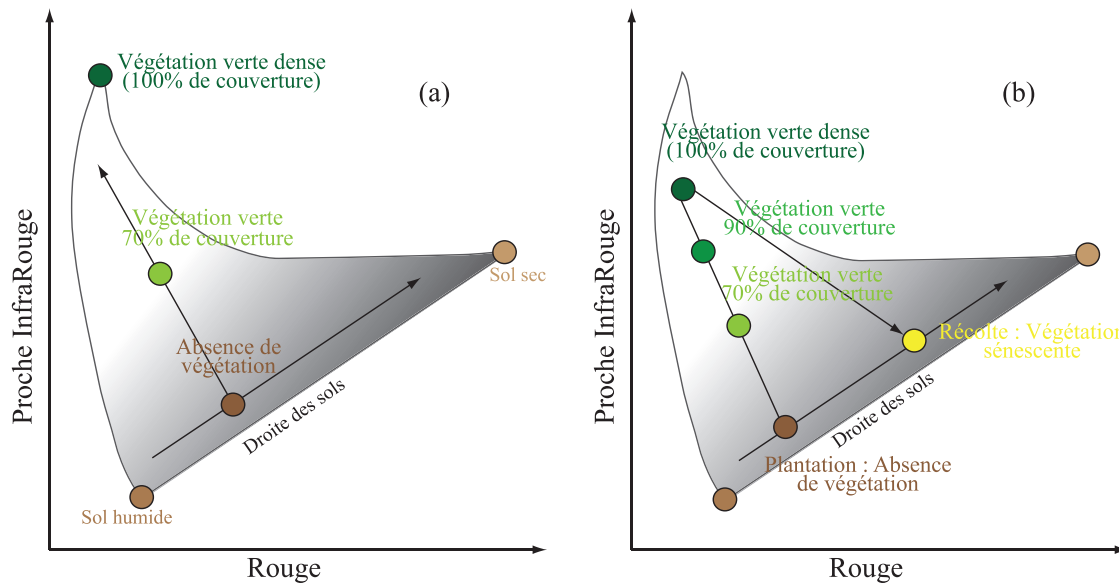 Végétation verte dense
(100% de couverture)
(a)
Végétation verte
70% de couverture
Sol sec
Absence de
végétation
Droite des sols
Sol humide
Proche InfraRouge
Rouge
(b)
Végétation verte dense
(100% de couverture)
Végétation verte
90% de couverture
Végétation verte
70% de couverture
Récolte : Végétation
sénescente
Droite des sols
Plantation : Absence
de végétation
Proche InfraRouge
Rouge